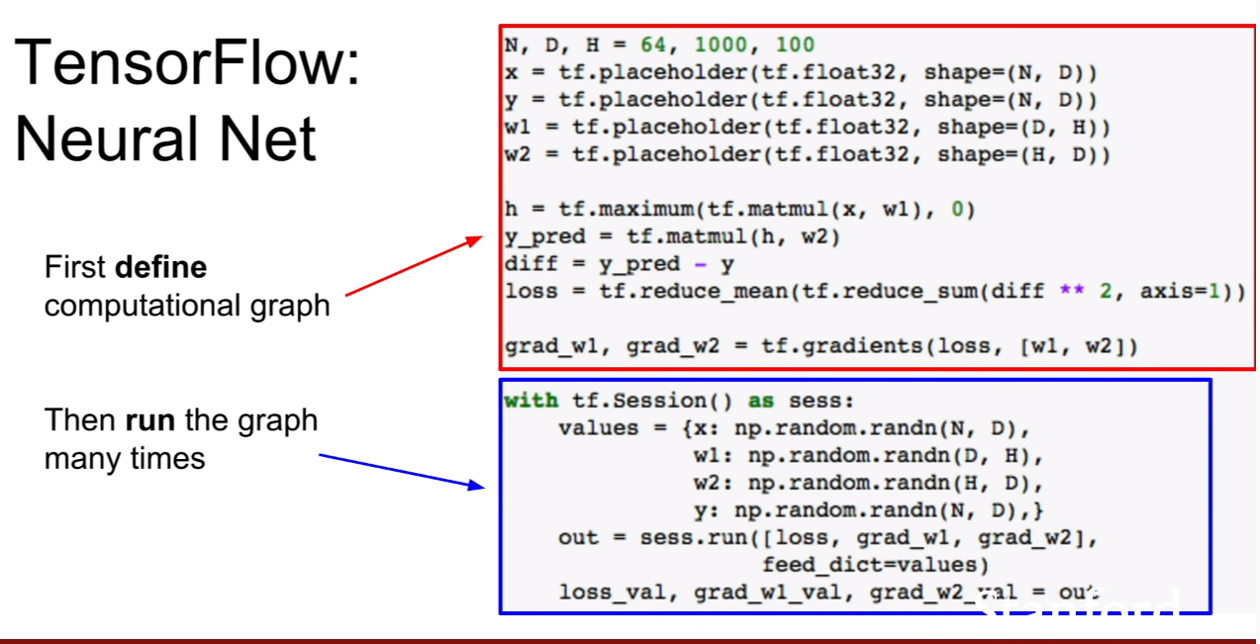 TensorFlow:
Neural Net
First define
computational graph
Then run the graph
many times
N, D, H = 64, 1000, 100
x = tf.placeholder(tf.float32, shape=(N, D))
y = tf.placeholder(tf.float32, shape=(N, D))
w1 = tf.placeholder(tf.float32, shape=(D, H))
w2 = tf.placeholder(tf.float32, shape=(H, D))
h = tf.maximum(tf.matmul(x, w1), 0)
y_pred = tf.matmul(h, w2)
diff = y_pred - y
loss = tf.reduce_mean(tf.reduce_sum(diff ** 2, axis=1))
grad_w1, grad_w2 = tf.gradients(loss, [w1, w2])
with tf.Session() as sess:
    values = {x: np.random.randn(N, D),
              w1: np.random.randn(D, H),
              w2: np.random.randn(H, D),
              y: np.random.randn(N, D),}
    out = sess.run([loss, grad_w1, grad_w2],
                   feed_dict=values)
    loss_val, grad_w1_val, grad_w2_val = out
Stanford